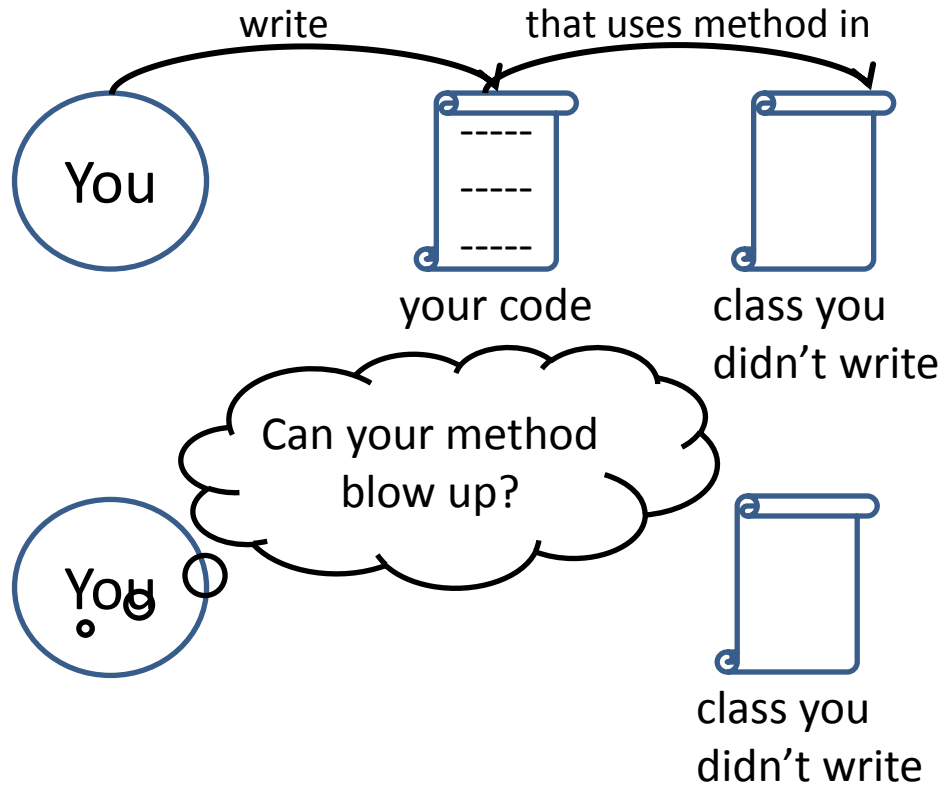 write
that uses method in
You
-----
-----
-----
your code
class you
didn’t write
Can your method
blow up?
You
class you
didn’t write